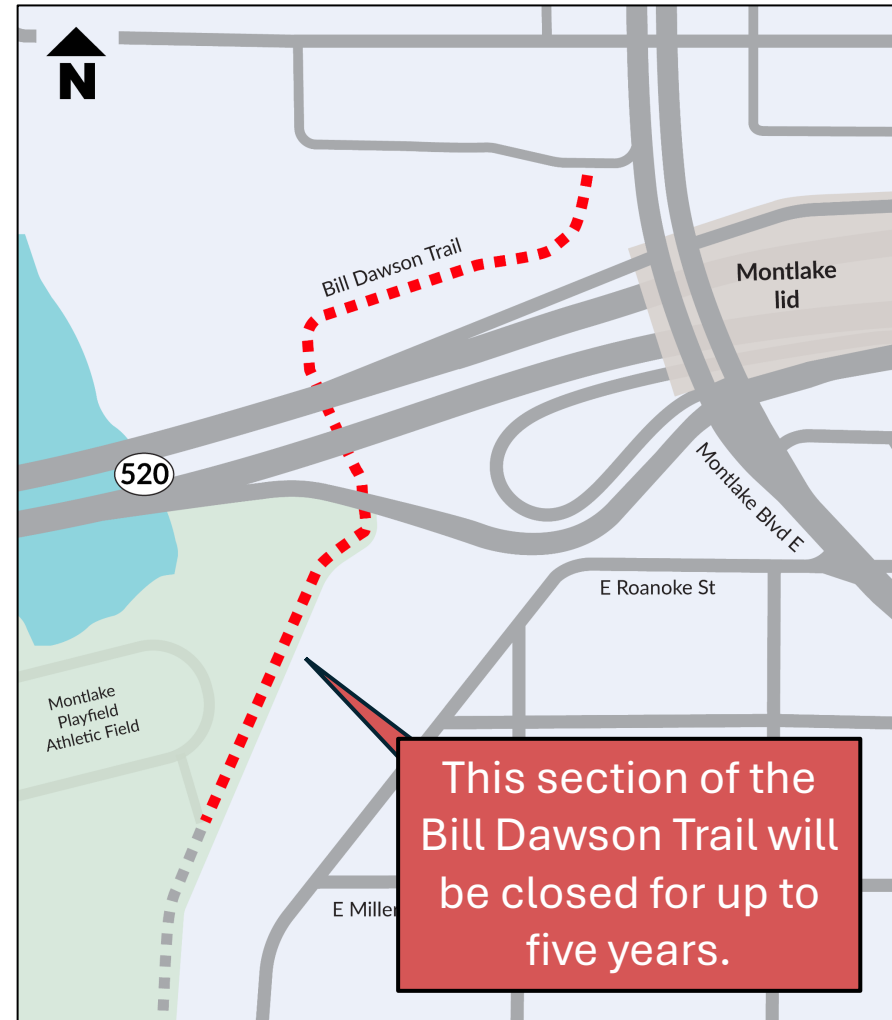 N
Bill Dawson Trail
Montlake
lid
520
Montlake Blvd E
E Roanoke St
Montlake
Playfield
Athletic Field
This section of the
Bill Dawson Trail will
be closed for up to
five years.
E Miller